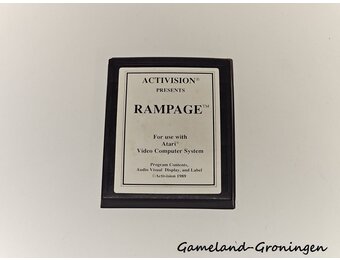 ACTIVISION®
PRESENTS
RAMPAGE™
For use with
Atari®
Video Computer System
Program Contents,
Audio Visual Display, and Label
©Activision 1989
Gameland-Groningen